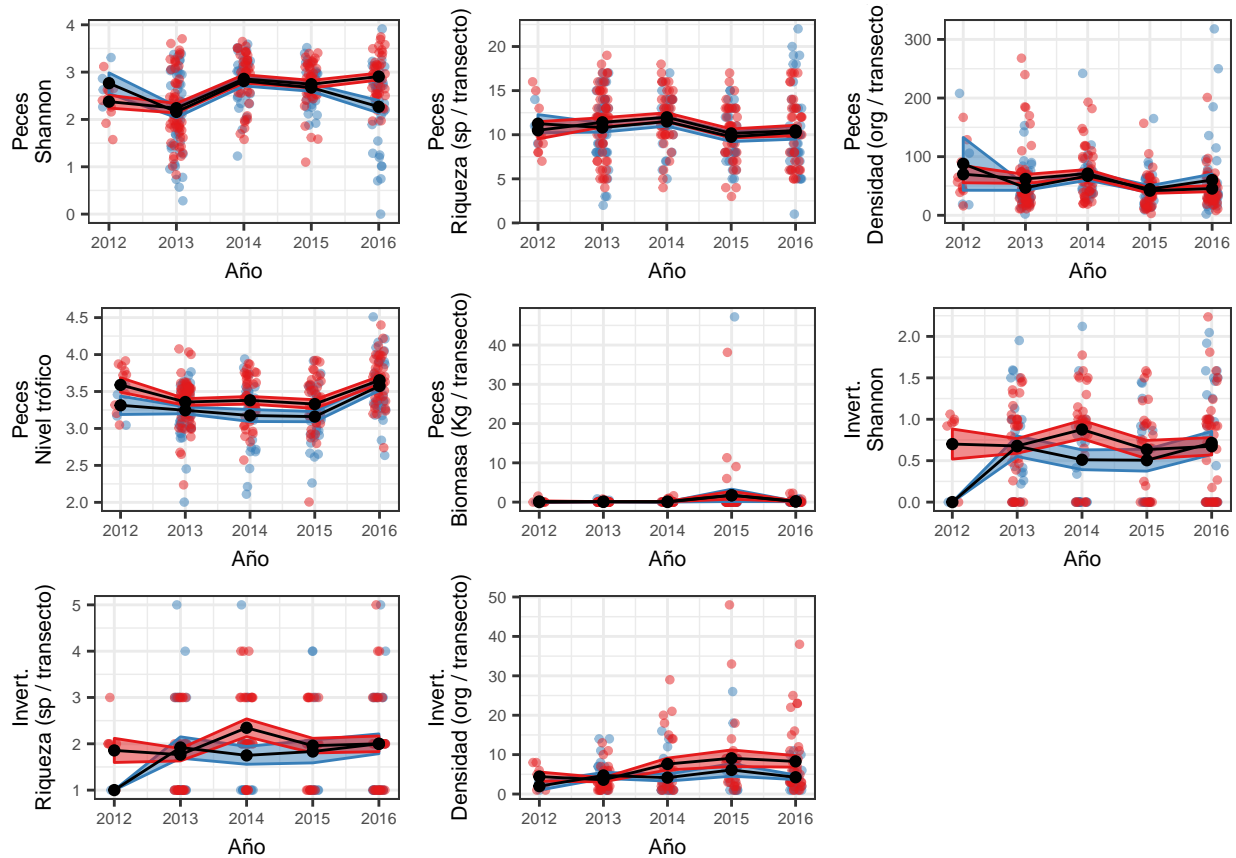 Peces
Shannon
4
3
2
1
0
2012 2013 2014 2015 2016
Año
Peces
Riqueza (sp / transecto)
20
15
10
5
0
2012 2013 2014 2015 2016
Año
Peces
Densidad (org / transecto)
300
200
100
0
2012 2013 2014 2015 2016
Año
Peces
Nivel trófico
4.5
4.0
3.5
3.0
2.5
2.0
2012 2013 2014 2015 2016
Año
Peces
Biomasa (Kg / transecto)
40
30
20
10
0
2012 2013 2014 2015 2016
Año
Invert.
Shannon
2.0
1.5
1.0
0.5
0.0
2012 2013 2014 2015 2016
Año
Invert.
Riqueza (sp / transecto)
5
4
3
2
1
2012 2013 2014 2015 2016
Año
Invert.
Densidad (org / transecto)
50
40
30
20
10
0
2012 2013 2014 2015 2016
Año